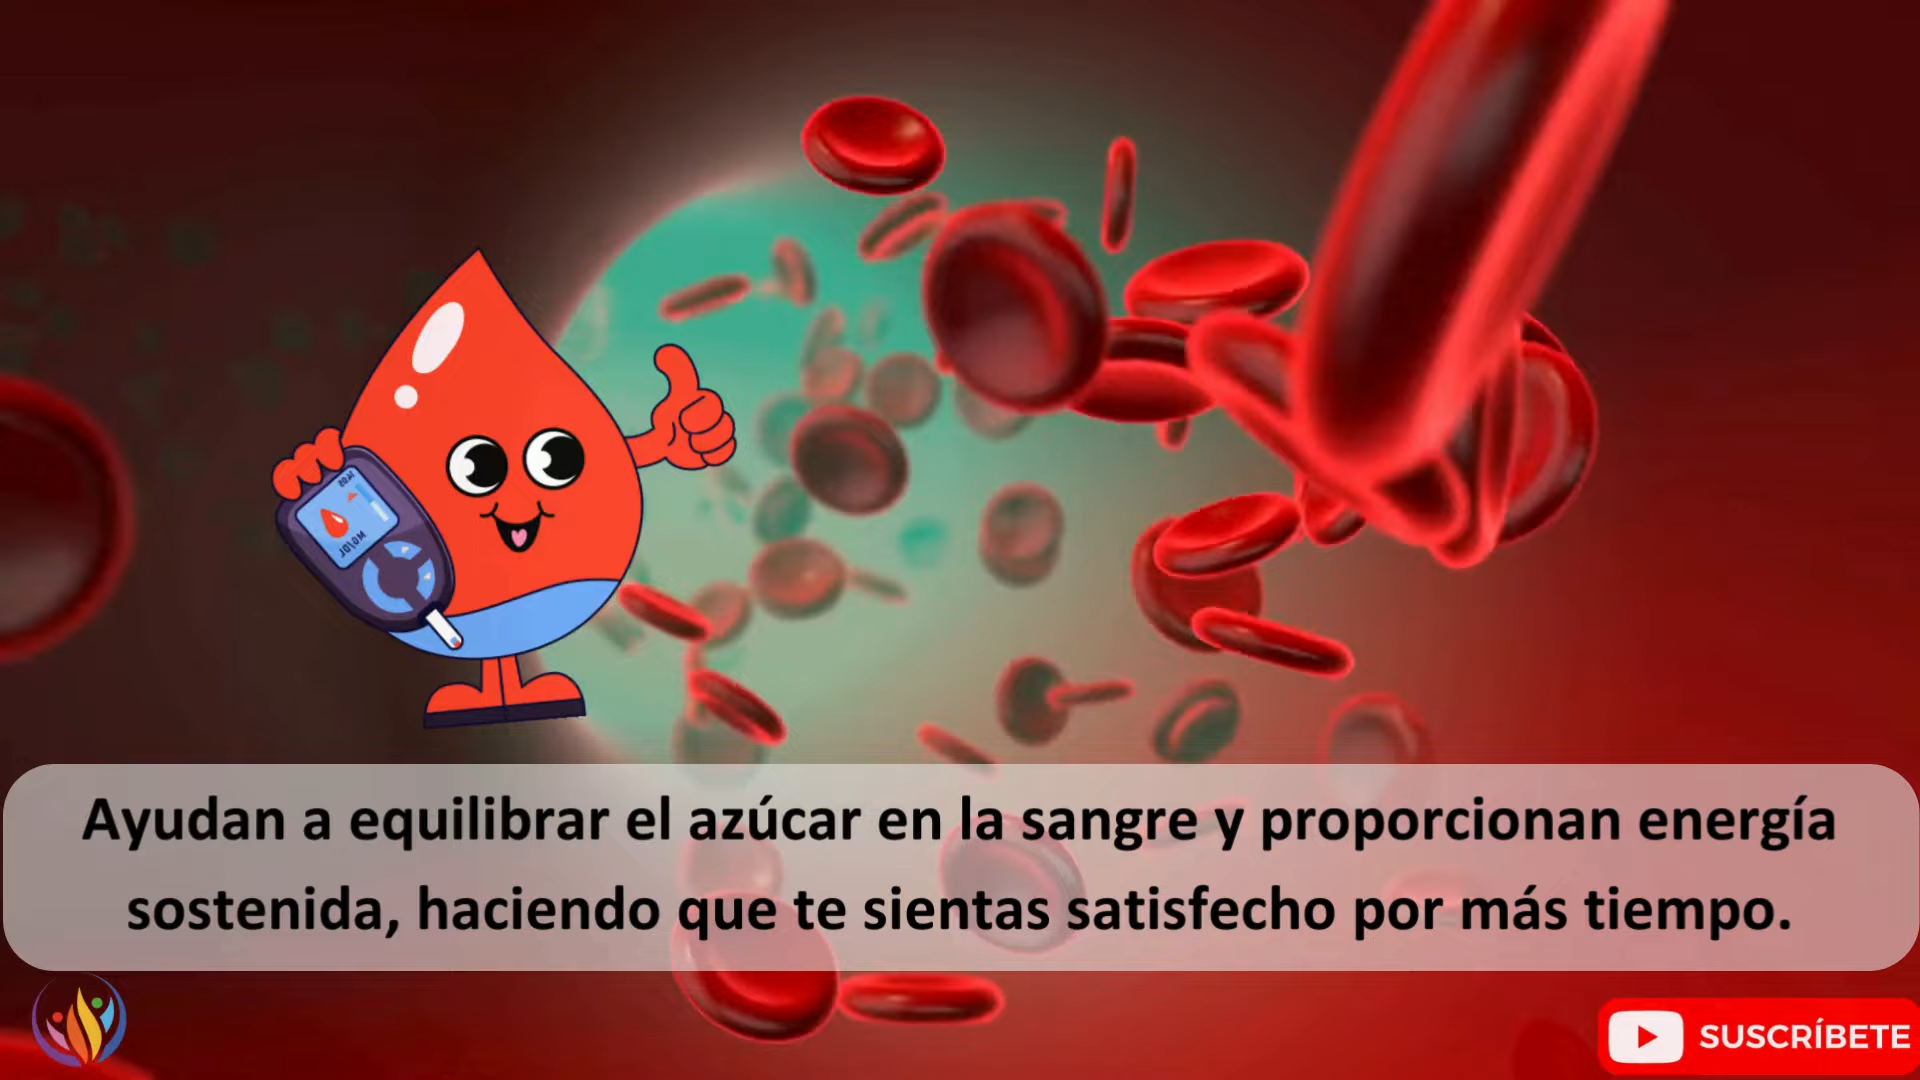 Ayudan a equilibrar el azúcar en la sangre y proporcionan energía
sostenida, haciendo que te sientas satisfecho por más tiempo.
SUSCRÍBETE